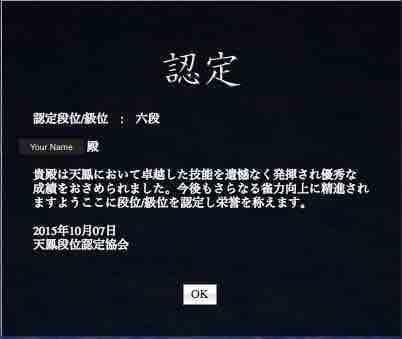 認定
認定段位/級位 : 六段
Your Name 殿
貴殿は天鳳において卓越した技能を遺憾なく発揮され優秀な
成績をおさめられました。今後もさらなる雀力向上に精進され
ますようここに段位/級位を認定し栄誉を称えます。
2015年10月07日
天鳳段位認定協会
OK